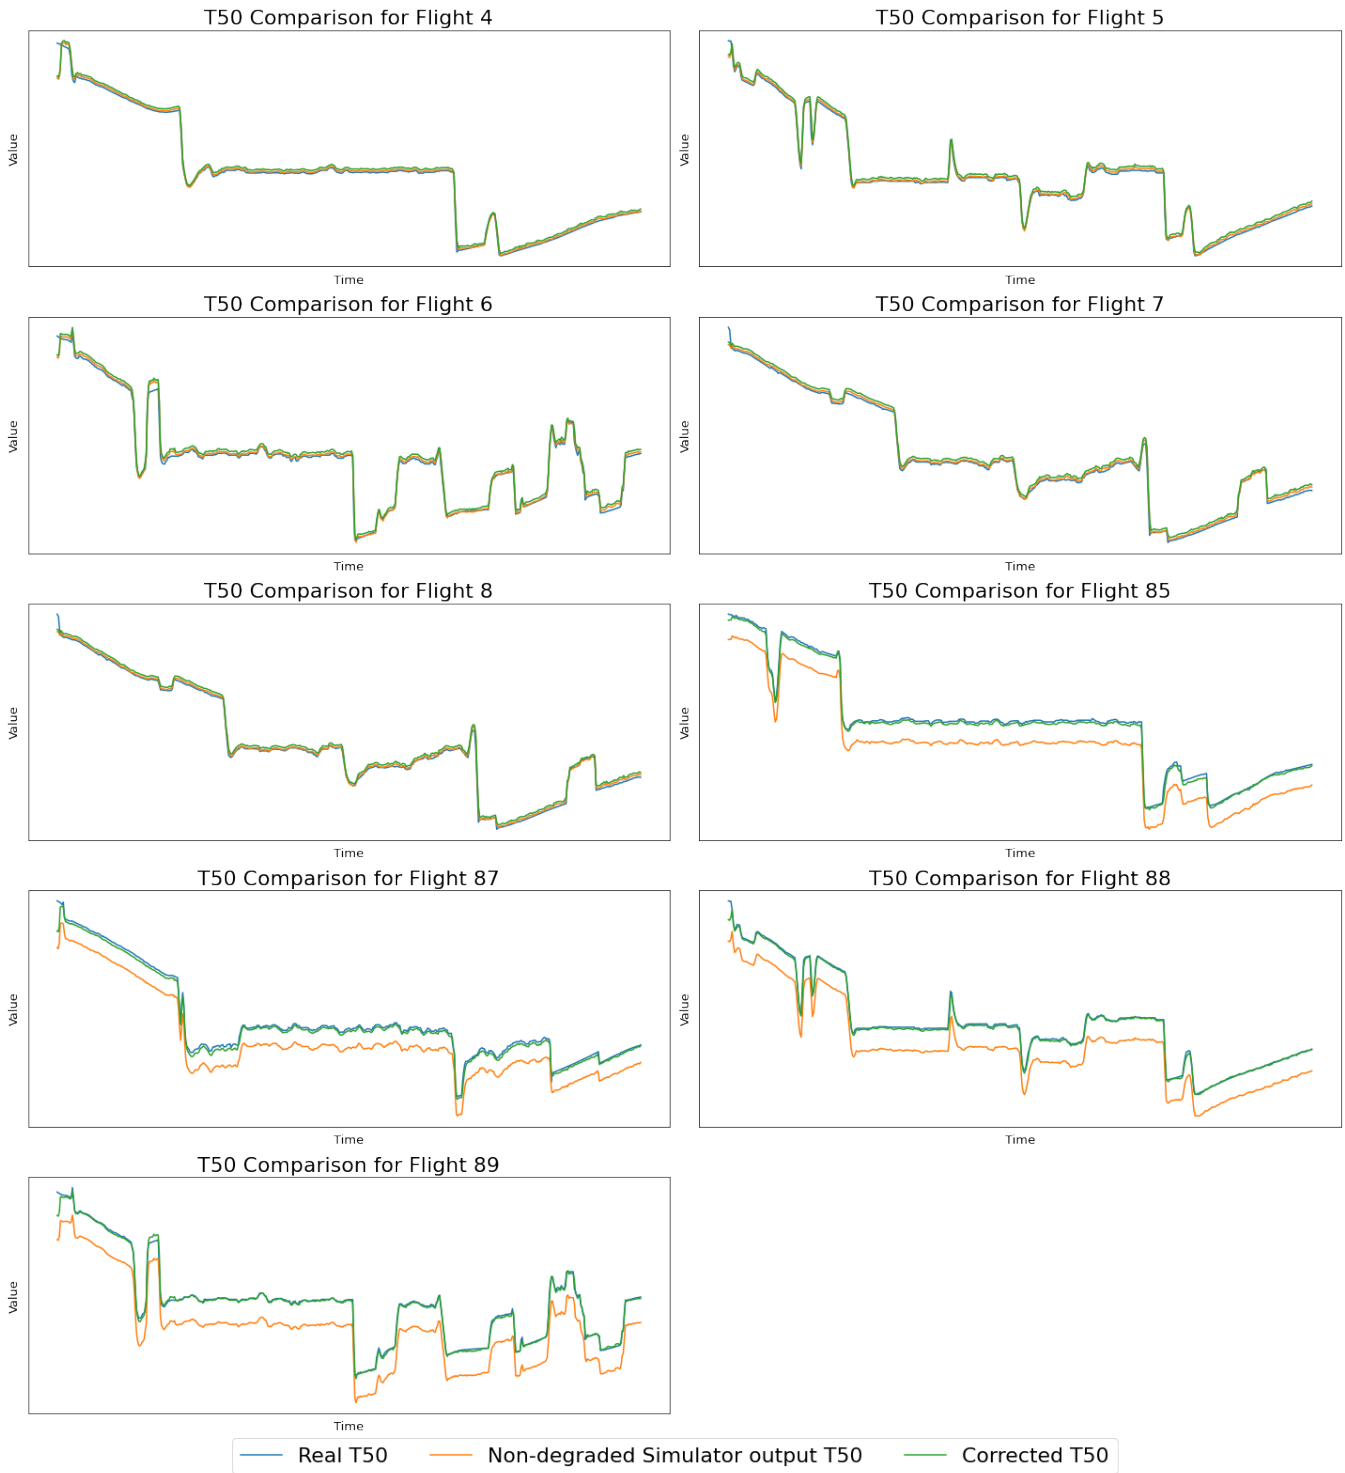 T50 Comparison for Flight 4
Value
Time
T50 Comparison for Flight 5
Value
Time
T50 Comparison for Flight 6
Value
Time
T50 Comparison for Flight 7
Value
Time
T50 Comparison for Flight 8
Value
Time
T50 Comparison for Flight 85
Value
Time
T50 Comparison for Flight 87
Value
Time
T50 Comparison for Flight 88
Value
Time
T50 Comparison for Flight 89
Value
Time
Real T50
Non-degraded Simulator output T50
Corrected T50